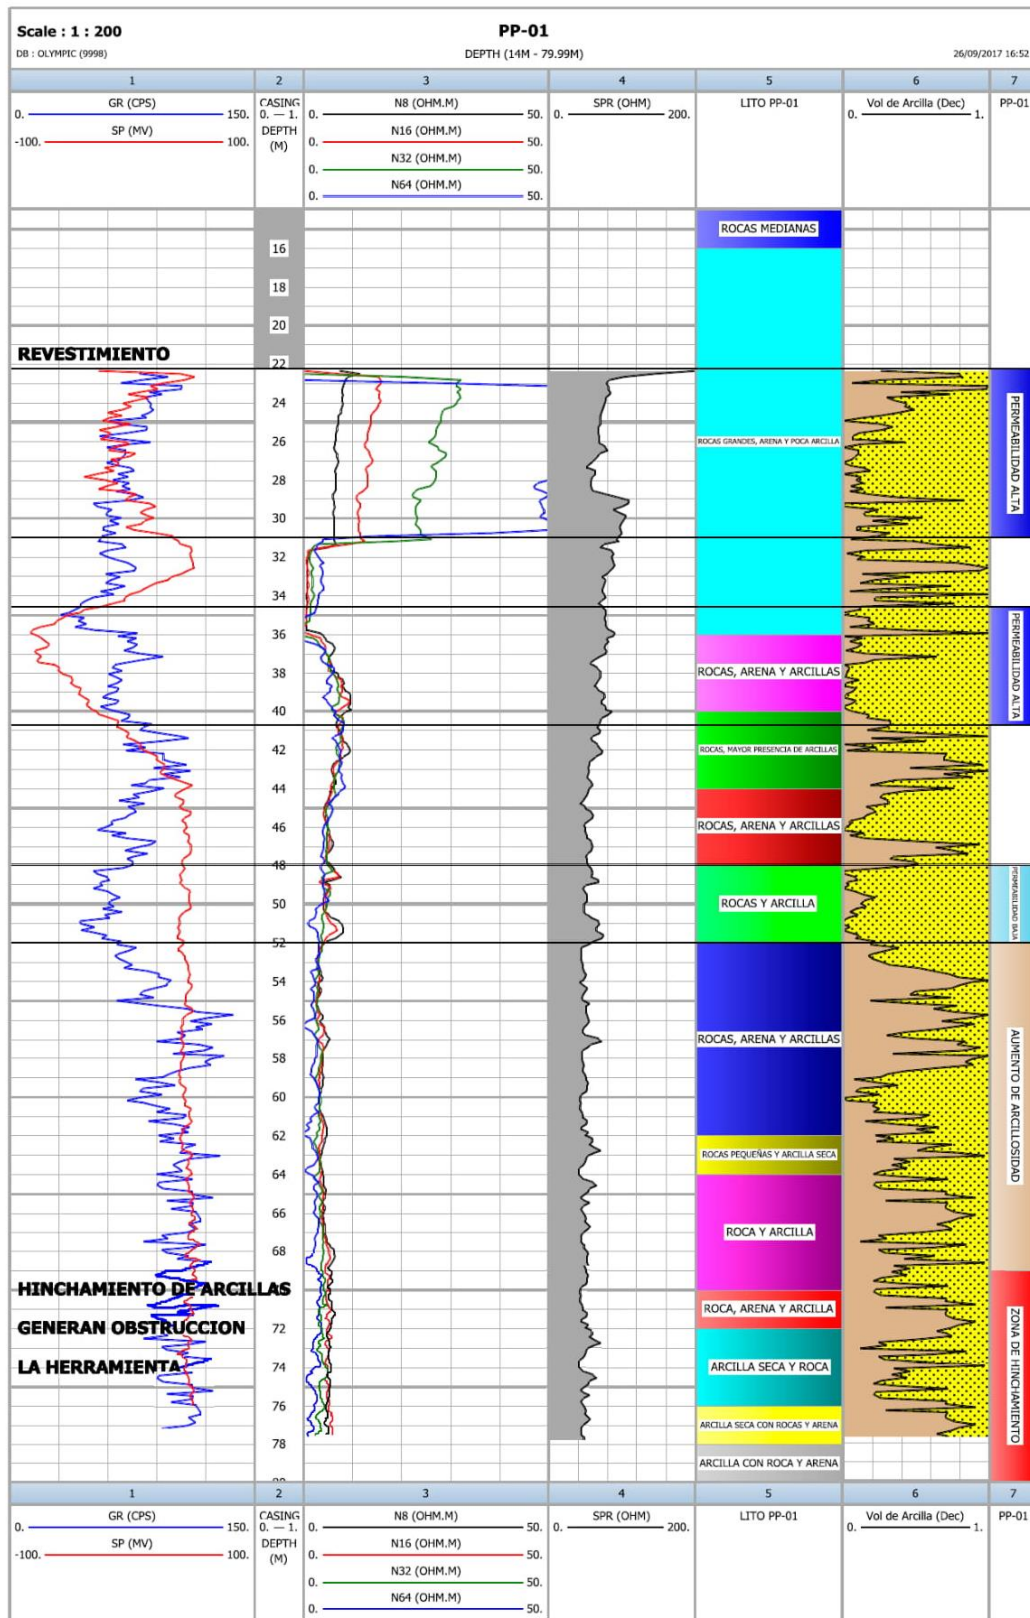 Scale : 1 : 200
PP-01
DB : OLYMPIC (9998)
DEPTH (14M - 79.99M)
26/09/2017 16:52
1 2 3 4 5 6 7
GR (CPS)
0. 150.
SP (MV)
-100. 100.
CASING
0. — 1.
DEPTH
(M)
N8 (OHM.M)
0. 50.
N16 (OHM.M)
0. 50.
N32 (OHM.M)
0. 50.
N64 (OHM.M)
0. 50.
SPR (OHM)
0. 200.
LITO PP-01
Vol de Arcilla (Dec)
0. 1.
PP-01
ROCAS MEDIANAS
16
18
20
REVESTIMIENTO
22
24
PERMEABILIDAD ALTA
26
ROCAS GRANDES, ARENA Y POCA ARCILLA
28
30
32
34
36
PERMEABILIDAD ALTA
38
ROCAS, ARENA Y ARCILLAS
40
42
ROCAS, MAYOR PRESENCIA DE ARCILLAS
44
46
ROCAS, ARENA Y ARCILLAS
48
50
ROCAS Y ARCILLA
PERMEABILIDAD BAJA
52
54
56
ROCAS, ARENA Y ARCILLAS
58
AUMENTO DE ARCILLOSIDAD
60
62
ROCAS PEQUEÑAS Y ARCILLA SECA
64
66
ROCA Y ARCILLA
68
HINCHAMIENTO DE ARCILLAS
ROCA, ARENA Y ARCILLA
GENERAN OBSTRUCCION
72
LA HERRAMIENTA
74
ARCILLA SECA Y ROCA
ZONA DE HINCHAMIENTO
76
ARCILLA SECA CON ROCAS Y ARENA
78
ARCILLA CON ROCA Y ARENA
1 2 3 4 5 6 7
GR (CPS)
0. 150.
SP (MV)
-100. 100.
CASING
0. — 1.
DEPTH
(M)
N8 (OHM.M)
0. 50.
N16 (OHM.M)
0. 50.
N32 (OHM.M)
0. 50.
N64 (OHM.M)
0. 50.
SPR (OHM)
0. 200.
LITO PP-01
Vol de Arcilla (Dec)
0. 1.
PP-01